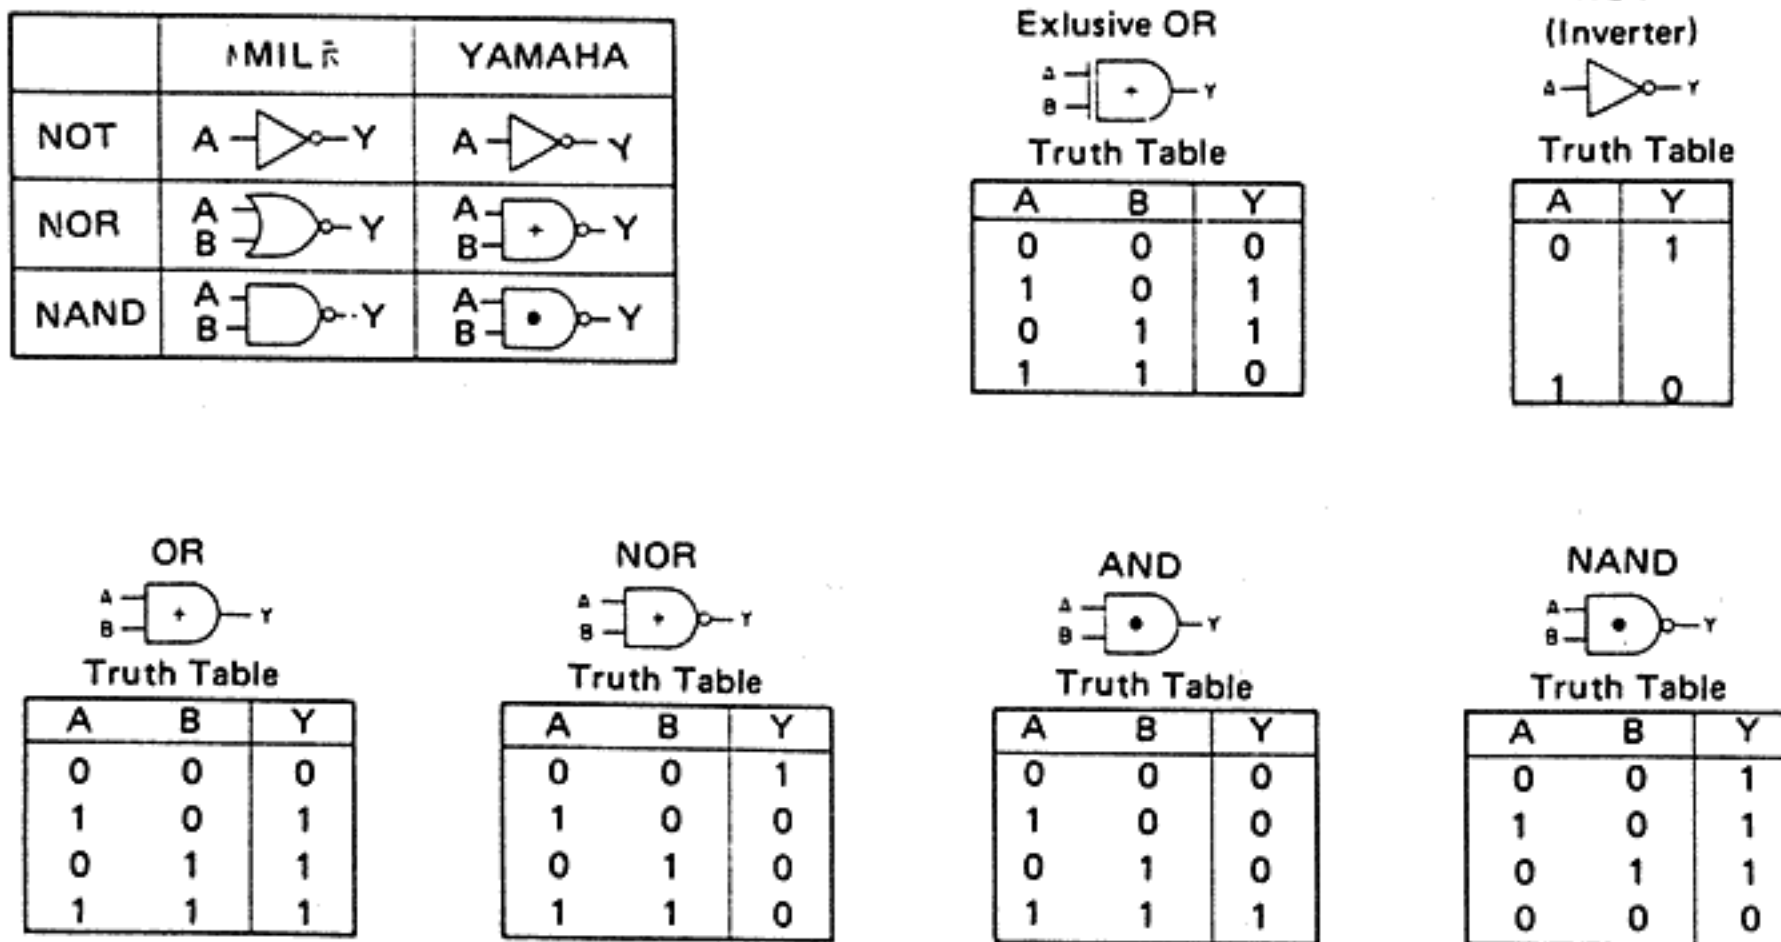 MIL YAMAHA
NOT A Y A Y
NOR A B Y A B + Y
NAND A B Y A B • Y
Exlusive OR
A B + Y
Truth Table
A B Y
0 0 0
1 0 1
0 1 1
1 1 0
(Inverter)
A Y
Truth Table
A Y
0 1
1 0
OR
A B + Y
Truth Table
A B Y
0 0 0
1 0 1
0 1 1
1 1 1
NOR
A B + Y
Truth Table
A B Y
0 0 1
1 0 0
0 1 0
1 1 0
AND
A B • Y
Truth Table
A B Y
0 0 0
1 0 0
0 1 0
1 1 1
NAND
A B • Y
Truth Table
A B Y
0 0 1
1 0 1
0 1 1
0 0 0